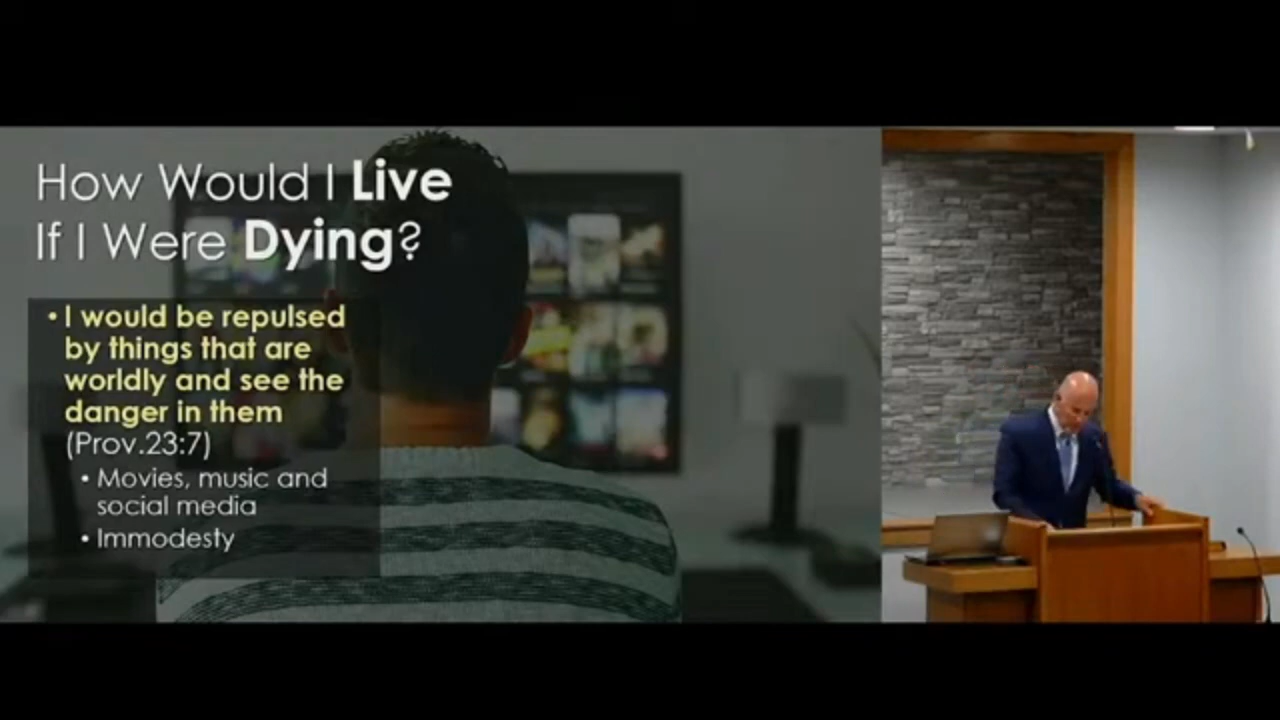 How Would I Live
If I Were Dying?
• I would be repulsed
by things that are
worldly and see the
danger in them
(Prov.23:7)
• Movies, music and
social media
• Immodesty